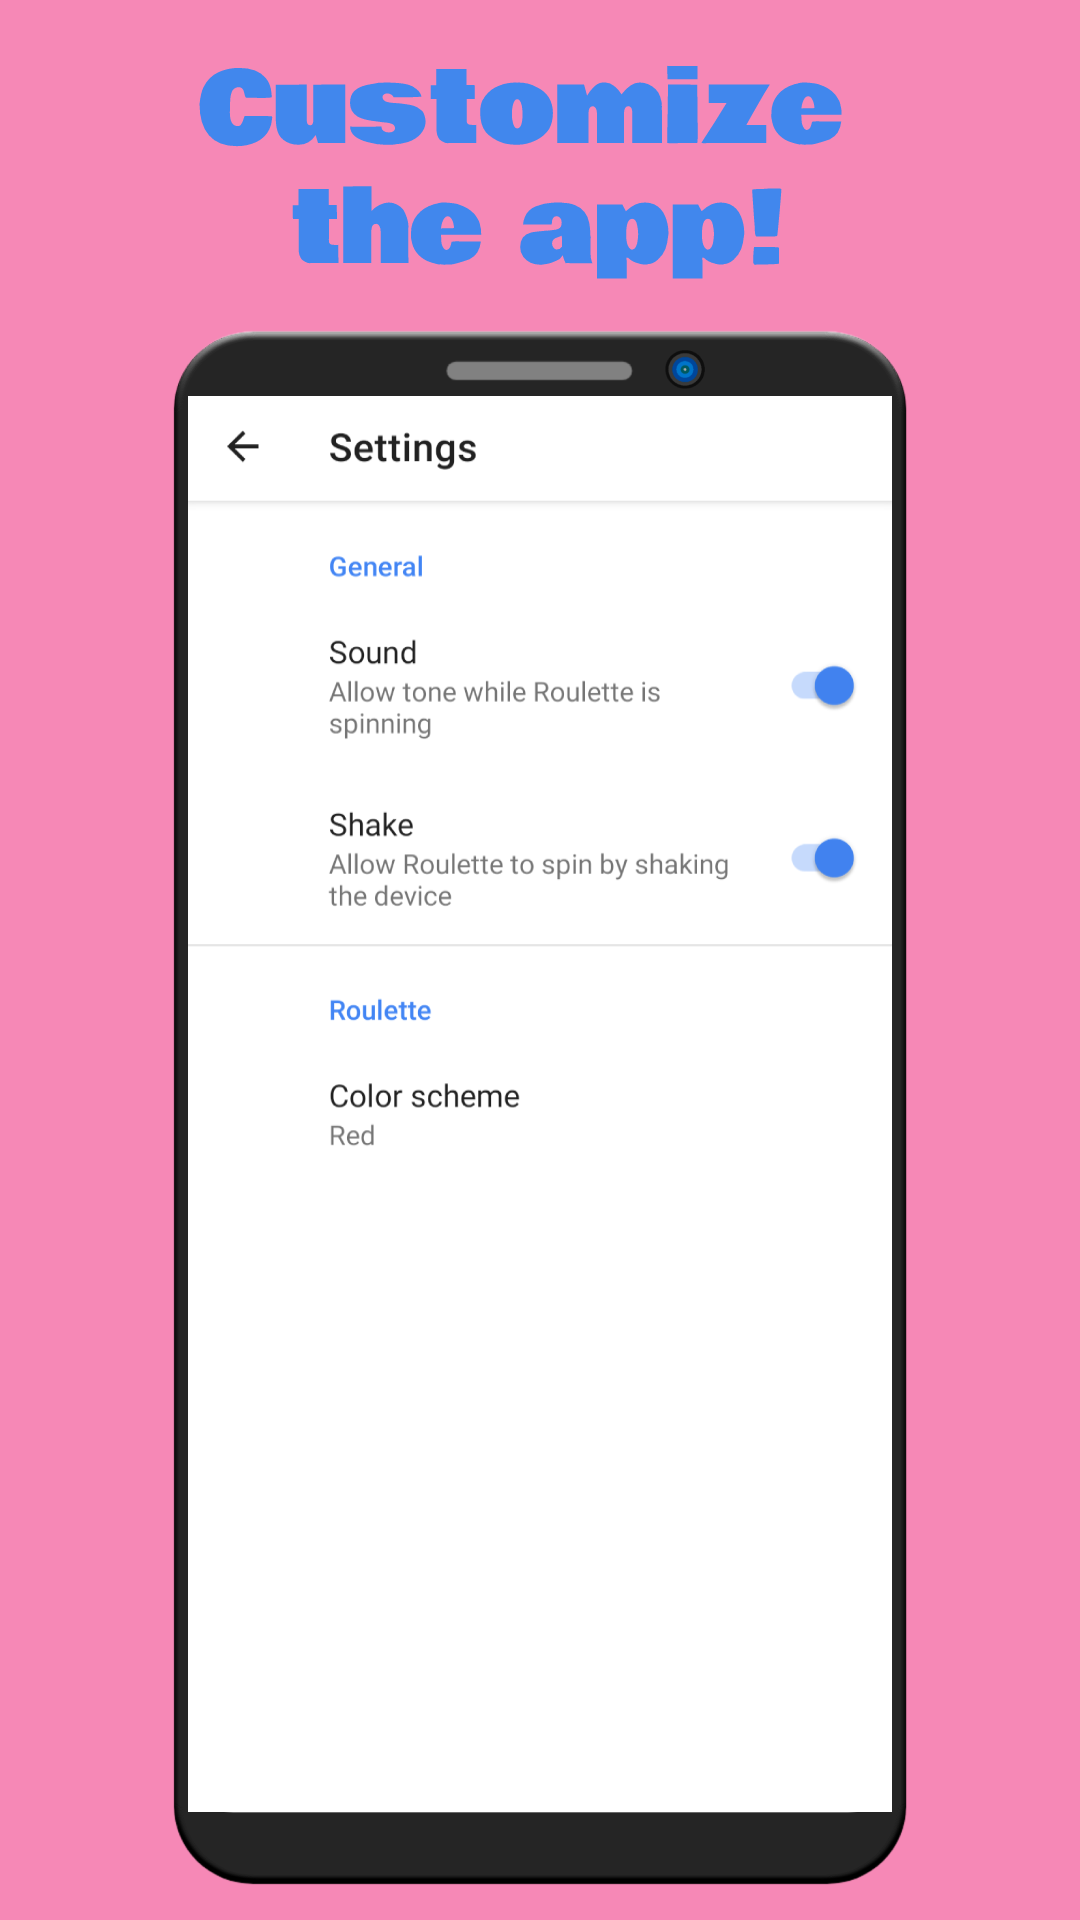 Customize
the app!
Settings
General
Sound
Allow tone while Roulette is
spinning
Shake
Allow Roulette to spin by shaking
the device
Roulette
Color scheme
Red